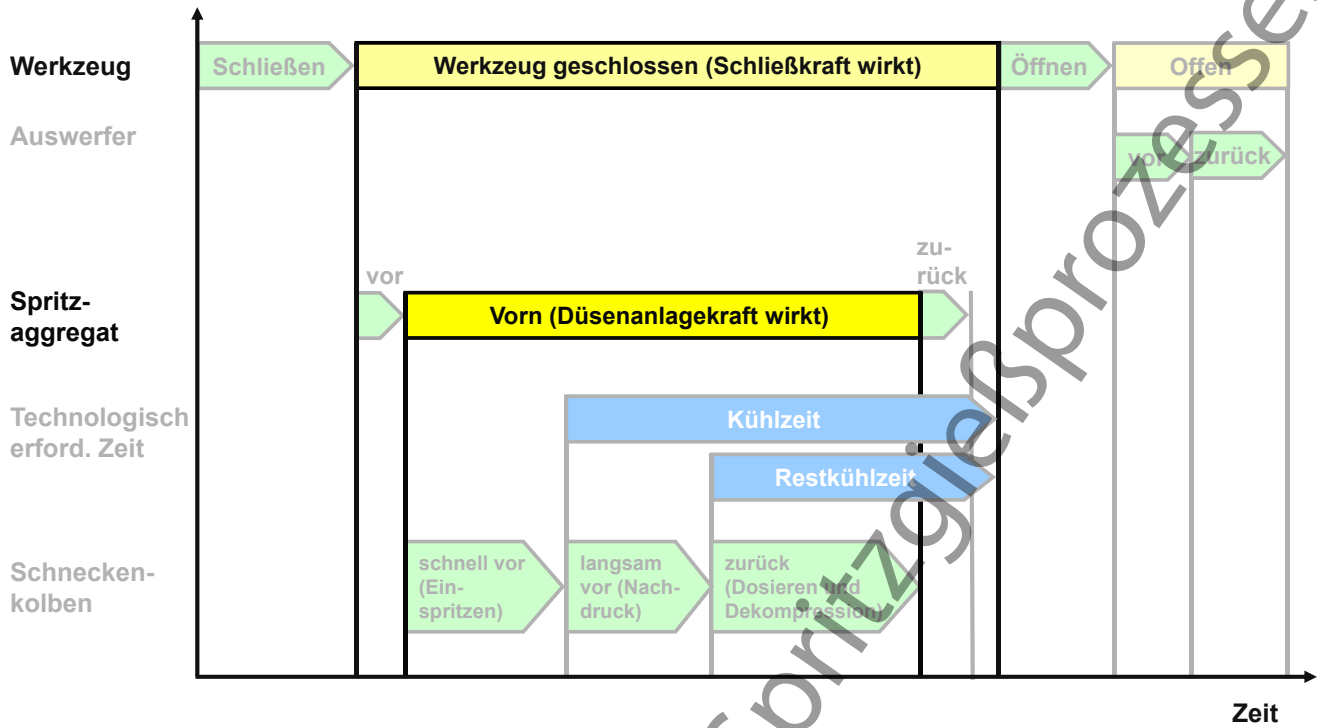 Werkzeug
Schließen
Werkzeug geschlossen (Schließkraft wirkt)
Öffnen
Offen
Auswerfer
vor
zurück
vor
zu-
rück
Spritz-
aggregat
Vorn (Düsenanlagekraft wirkt)
Technologisch
erford. Zeit
Kühlzeit
Restkühlzeit
Schnecken-
kolben
schnell vor
(Ein-
spritzen)
langsam
vor (Nach-
druck)
zurück
(Dosieren und
Dekompression)
Zeit
Spritzgießprozesse